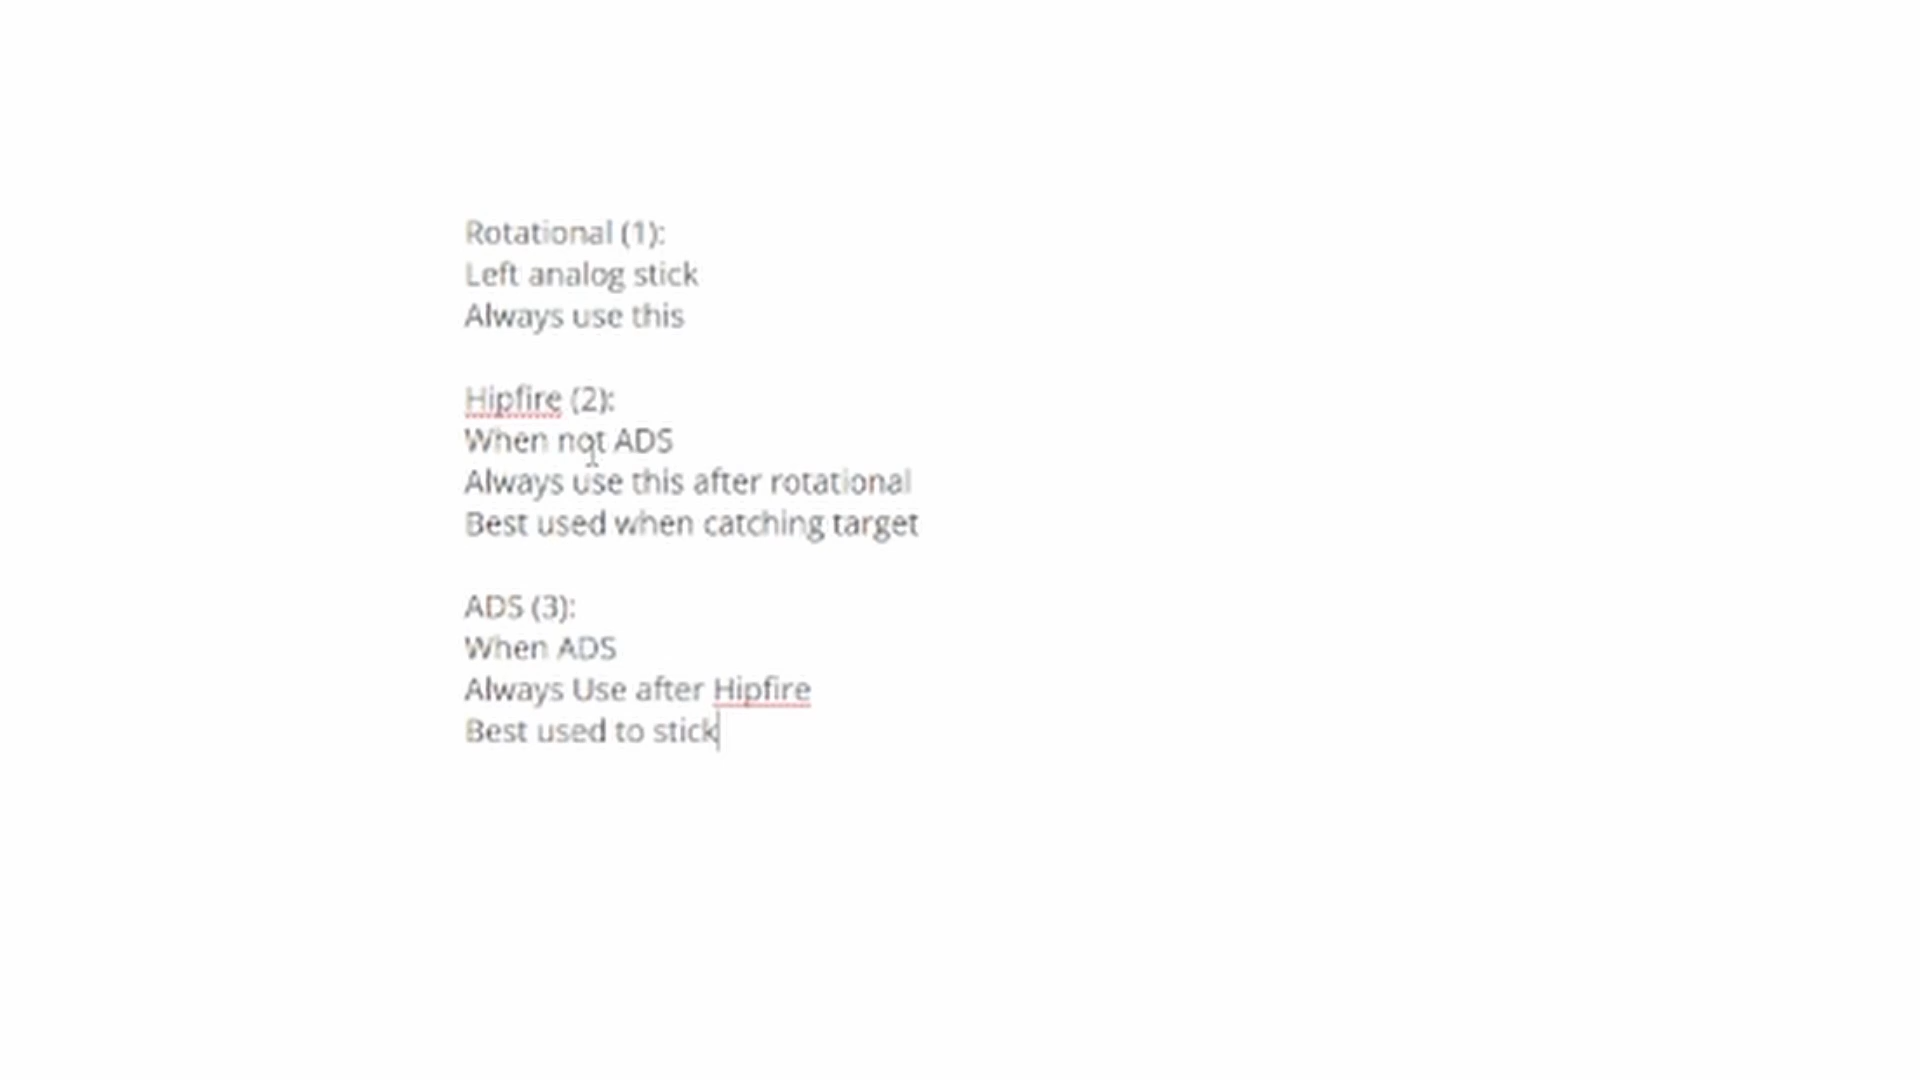 Rotational (1):
Left analog stick
Always use this
Hipfire (2):
When not ADS
Always use this after rotational
Best used when catching target
ADS (3):
When ADS
Always Use after Hipfire
Best used to stick